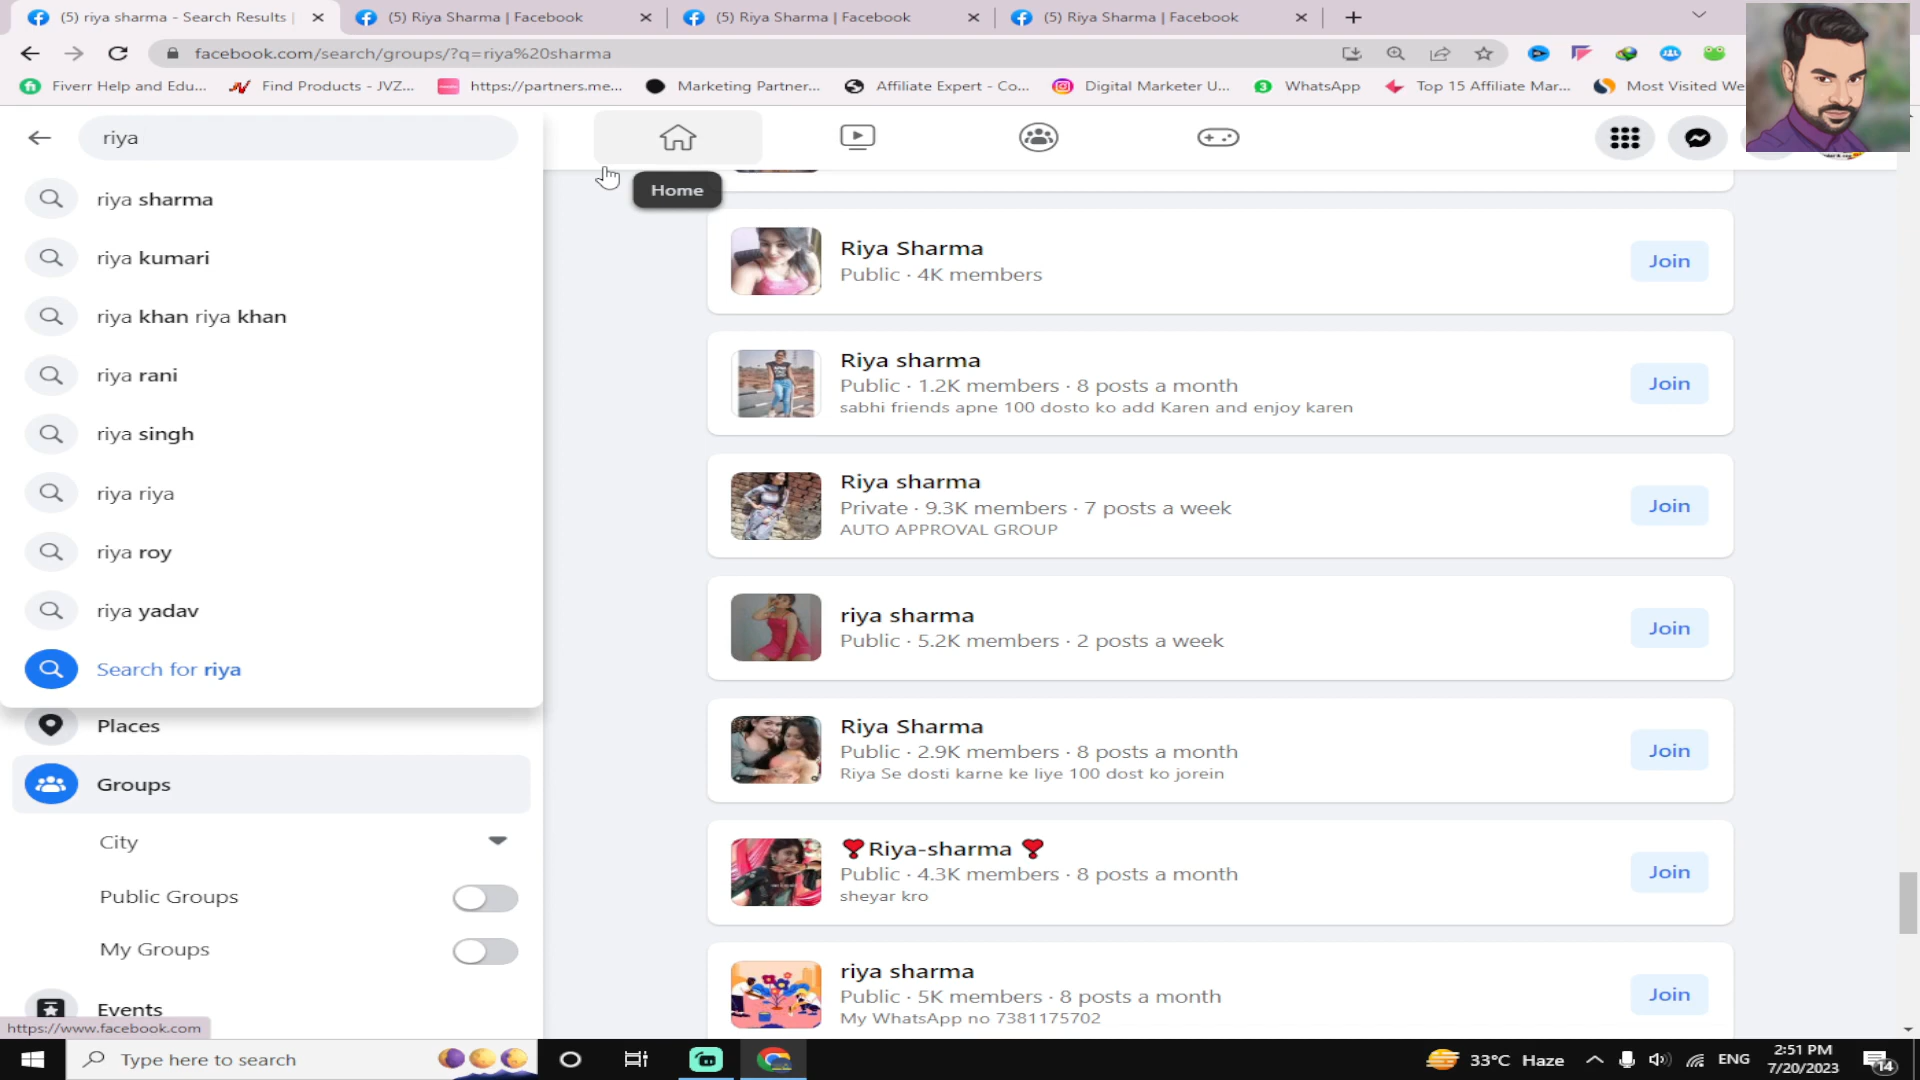 (5) riya sharma - Search Results |
(5) Riya Sharma | Facebook
(5) Riya Sharma | Facebook
(5) Riya Sharma | Facebook
facebook.com/search/groups/?q=riya%20sharma
Fiverr Help and Edu...
Find Products - JVZ...
https://partners.me...
Marketing Partner...
Affiliate Expert - Co...
Digital Marketer U...
3
WhatsApp
Top 15 Affiliate Mar...
Most Visited We
riya
riya sharma
riya kumari
riya khan riya khan
riya rani
riya singh
riya riya
riya roy
riya yadav
Search for riya
Places
Groups
City
Public Groups
My Groups
Events
https://www.facebook.com
Home
Riya Sharma
Public · 4K members
Join
Riya sharma
Public · 1.2K members · 8 posts a month
sabhi friends apne 100 dosto ko add Karen and enjoy karen
Join
Riya sharma
Private · 9.3K members · 7 posts a week
AUTO APPROVAL GROUP
Join
riya sharma
Public · 5.2K members · 2 posts a week
Join
Riya Sharma
Public · 2.9K members · 8 posts a month
Riya Se dosti karne ke liye 100 dost ko jorein
Join
❣Riya-sharma ❣
Public · 4.3K members · 8 posts a month
sheyar kro
Join
riya sharma
Public · 5K members · 8 posts a month
My WhatsApp no 7381175702
Join
Type here to search
33°C Haze
ENG
2:51 PM
7/20/2023
14